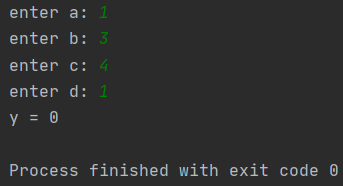 enter a: 1
enter b: 3
enter c: 4
enter d: 1
y = 0
Process finished with exit code 0